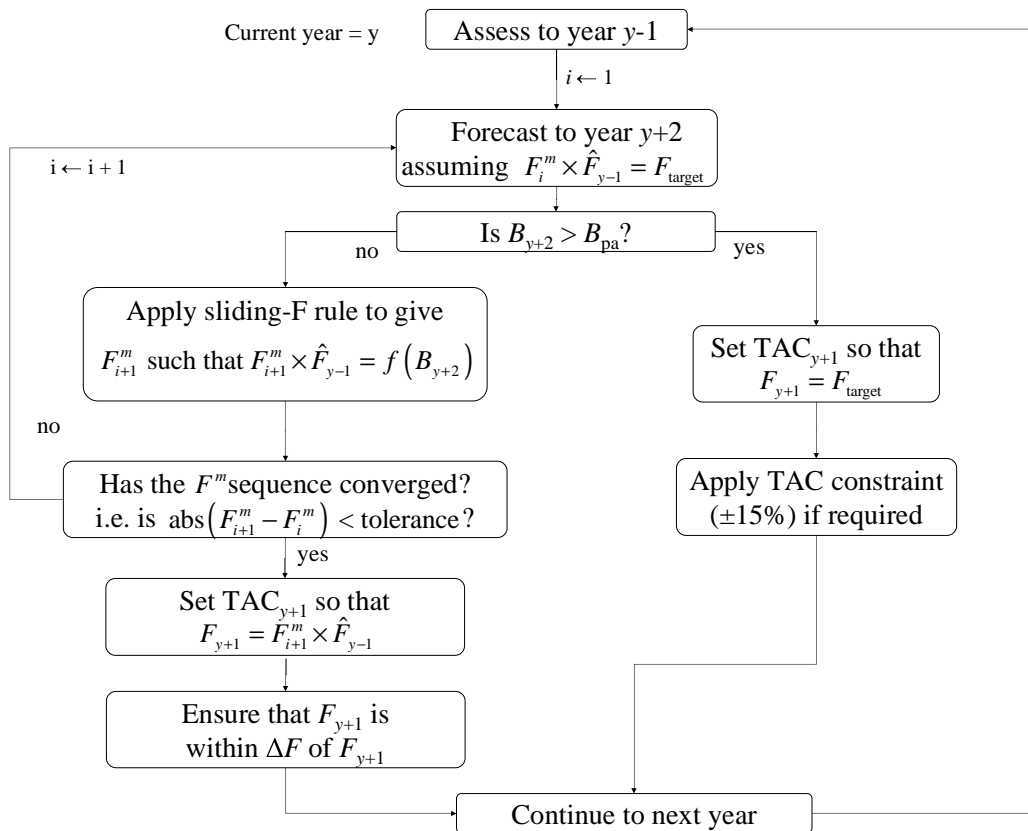 Current year = y
Assess to year y-1
i ← 1
Forecast to year y+2
assuming F_i^m × F̂_{y−1} = F_target
i ← i + 1
Is B_{y+2} > B_pa?
no
yes
Apply sliding-F rule to give
F_{i+1}^m such that F_{i+1}^m × F̂_{y−1} = f(B_{y+2})
Set TAC_{y+1} so that
F_{y+1} = F_target
no
Has the F^m sequence converged?
i.e. is abs(F_{i+1}^m − F_i^m) < tolerance?
Apply TAC constraint
(±15%) if required
yes
Set TAC_{y+1} so that
F_{y+1} = F_{i+1}^m × F̂_{y−1}
Ensure that F_{y+1} is
within ΔF of F_{y+1}
Continue to next year